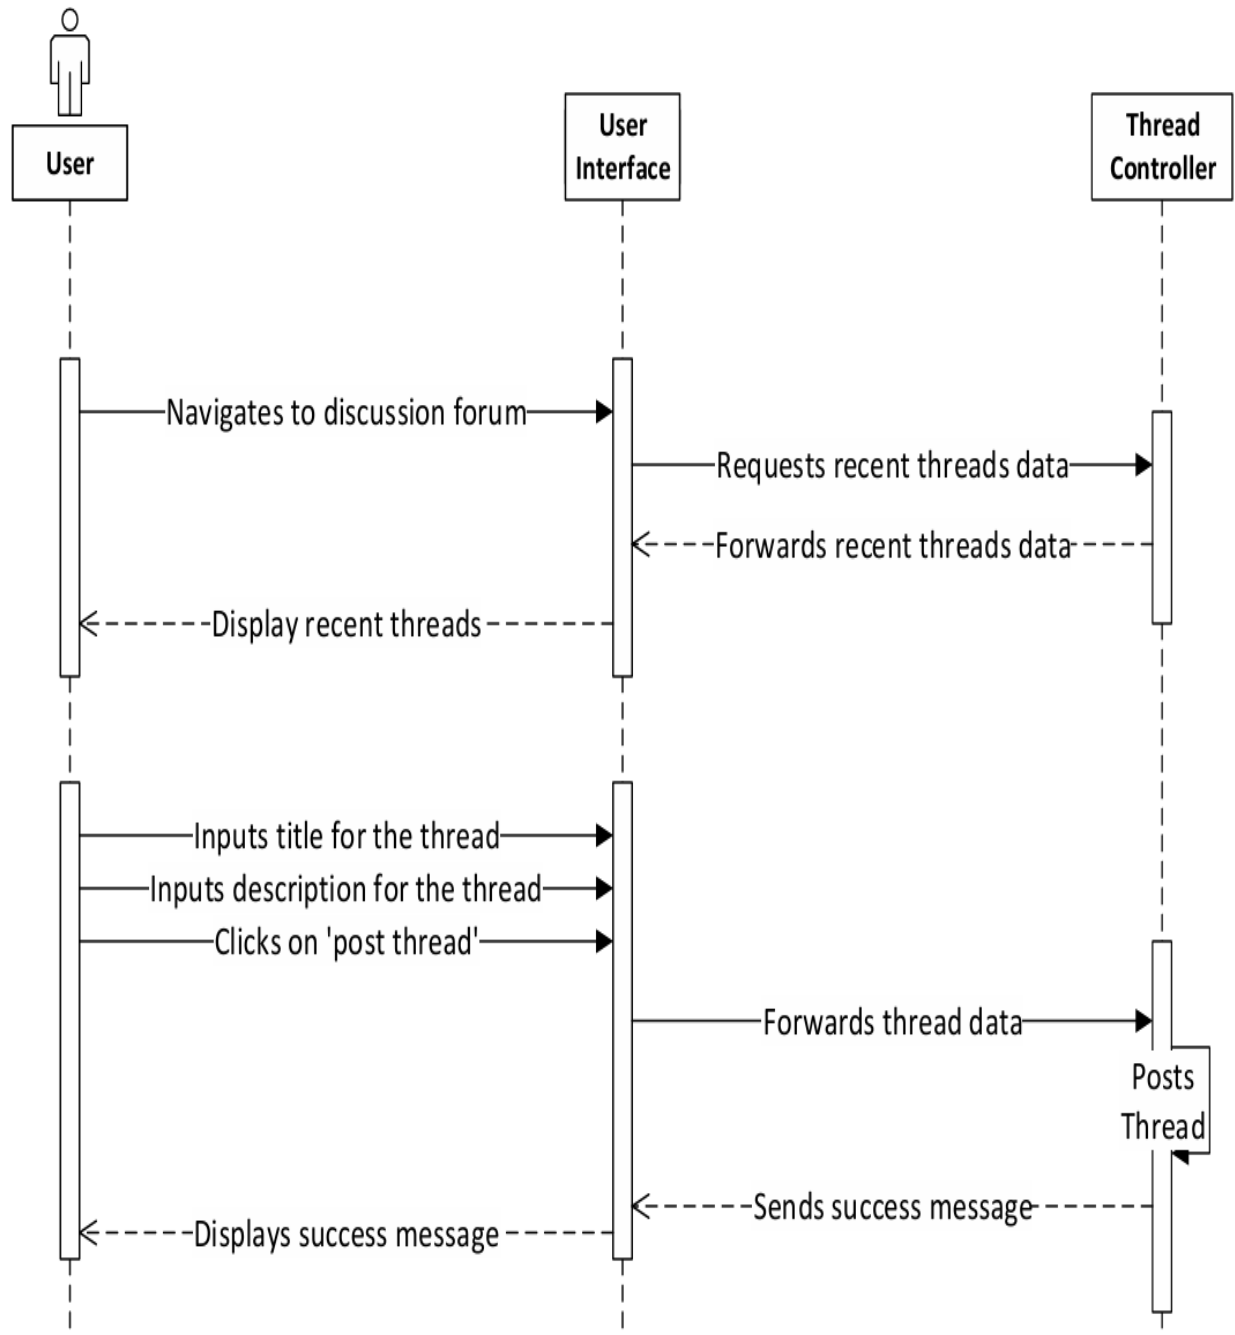 User
User
Interface
Thread
Controller
Navigates to discussion forum
Requests recent threads data
Forwards recent threads data
Display recent threads
Inputs title for the thread
Inputs description for the thread
Clicks on 'post thread'
Forwards thread data
Posts
Thread
Sends success message
Displays success message